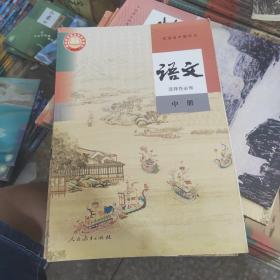 普通高中教科书
语文
选择性必修
中册
人民教育出版社